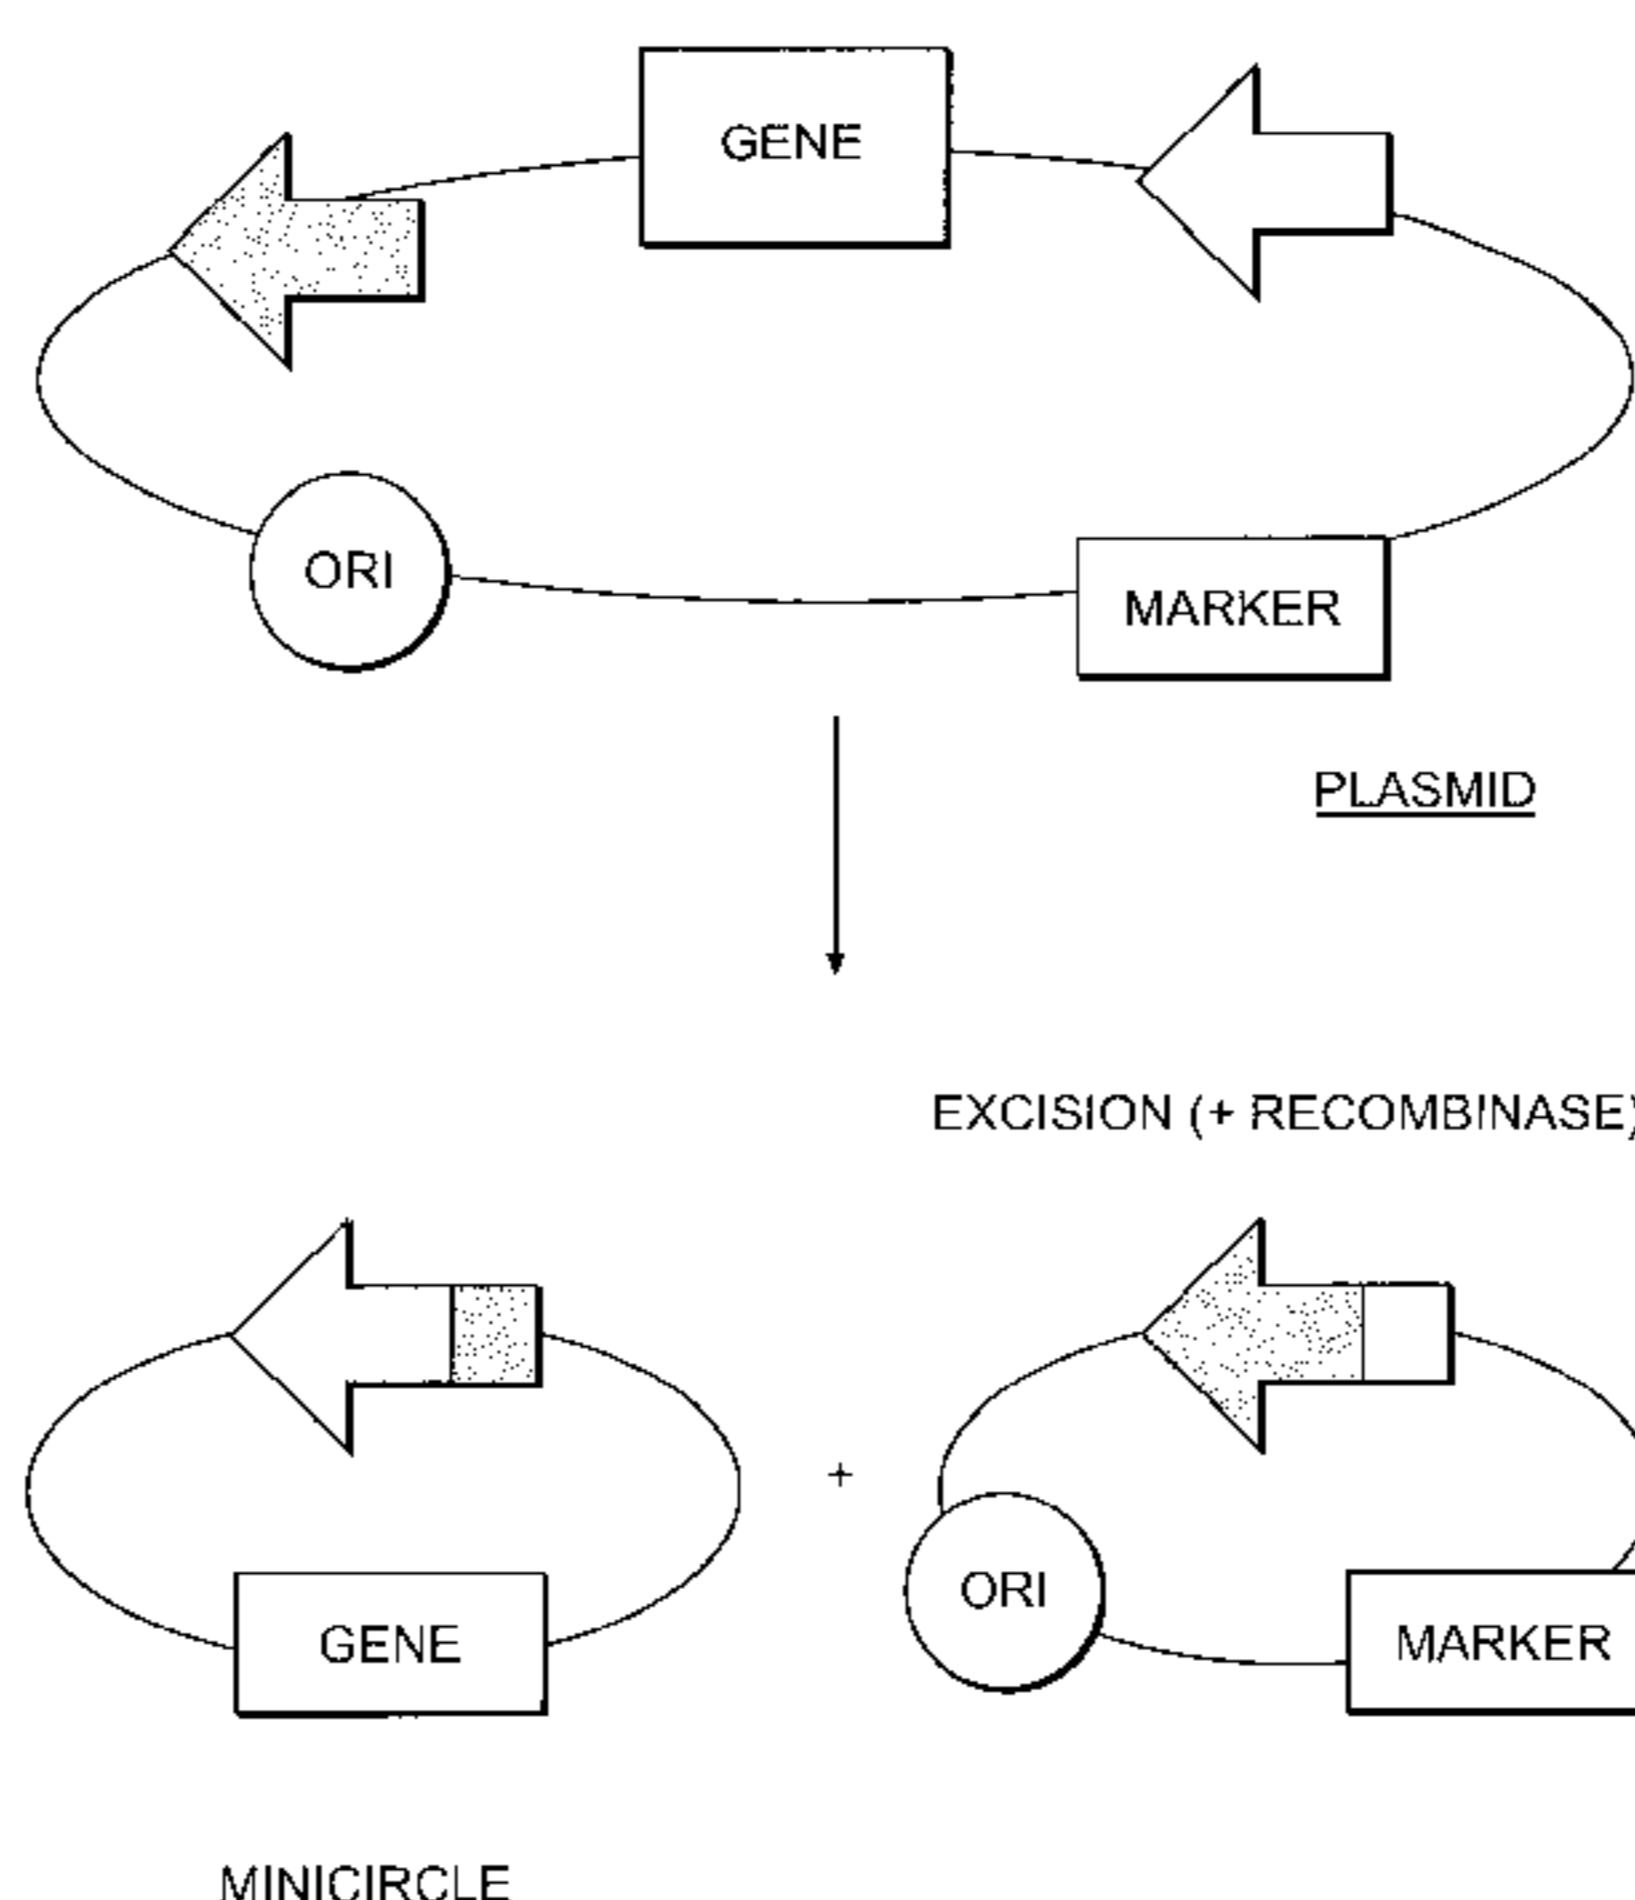 GENE
ORI
MARKER
PLASMID
EXCISION (+ RECOMBINASE)
+
ORI
GENE
MARKER
MINICIRCLE